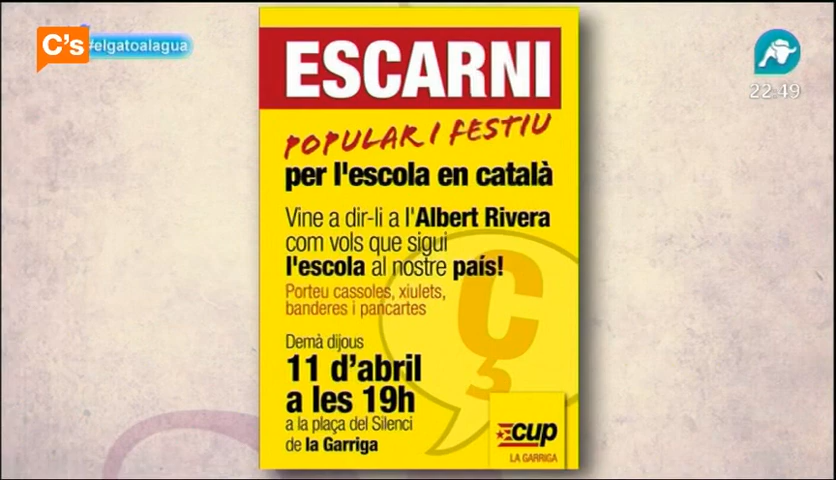 C's
#elgatoalagua
22:49
ESCARNI
POPULAR I FESTIU
per l'escola en català
Vine a dir-li a l'Albert Rivera
com vols que sigui
l'escola al nostre país!
Porteu cassoles, xiulets,
banderes i pancartes
Ç
Demà dijous
11 d'abril
a les 19h
a la plaça del Silenci
de la Garriga
cup
LA GARRIGA